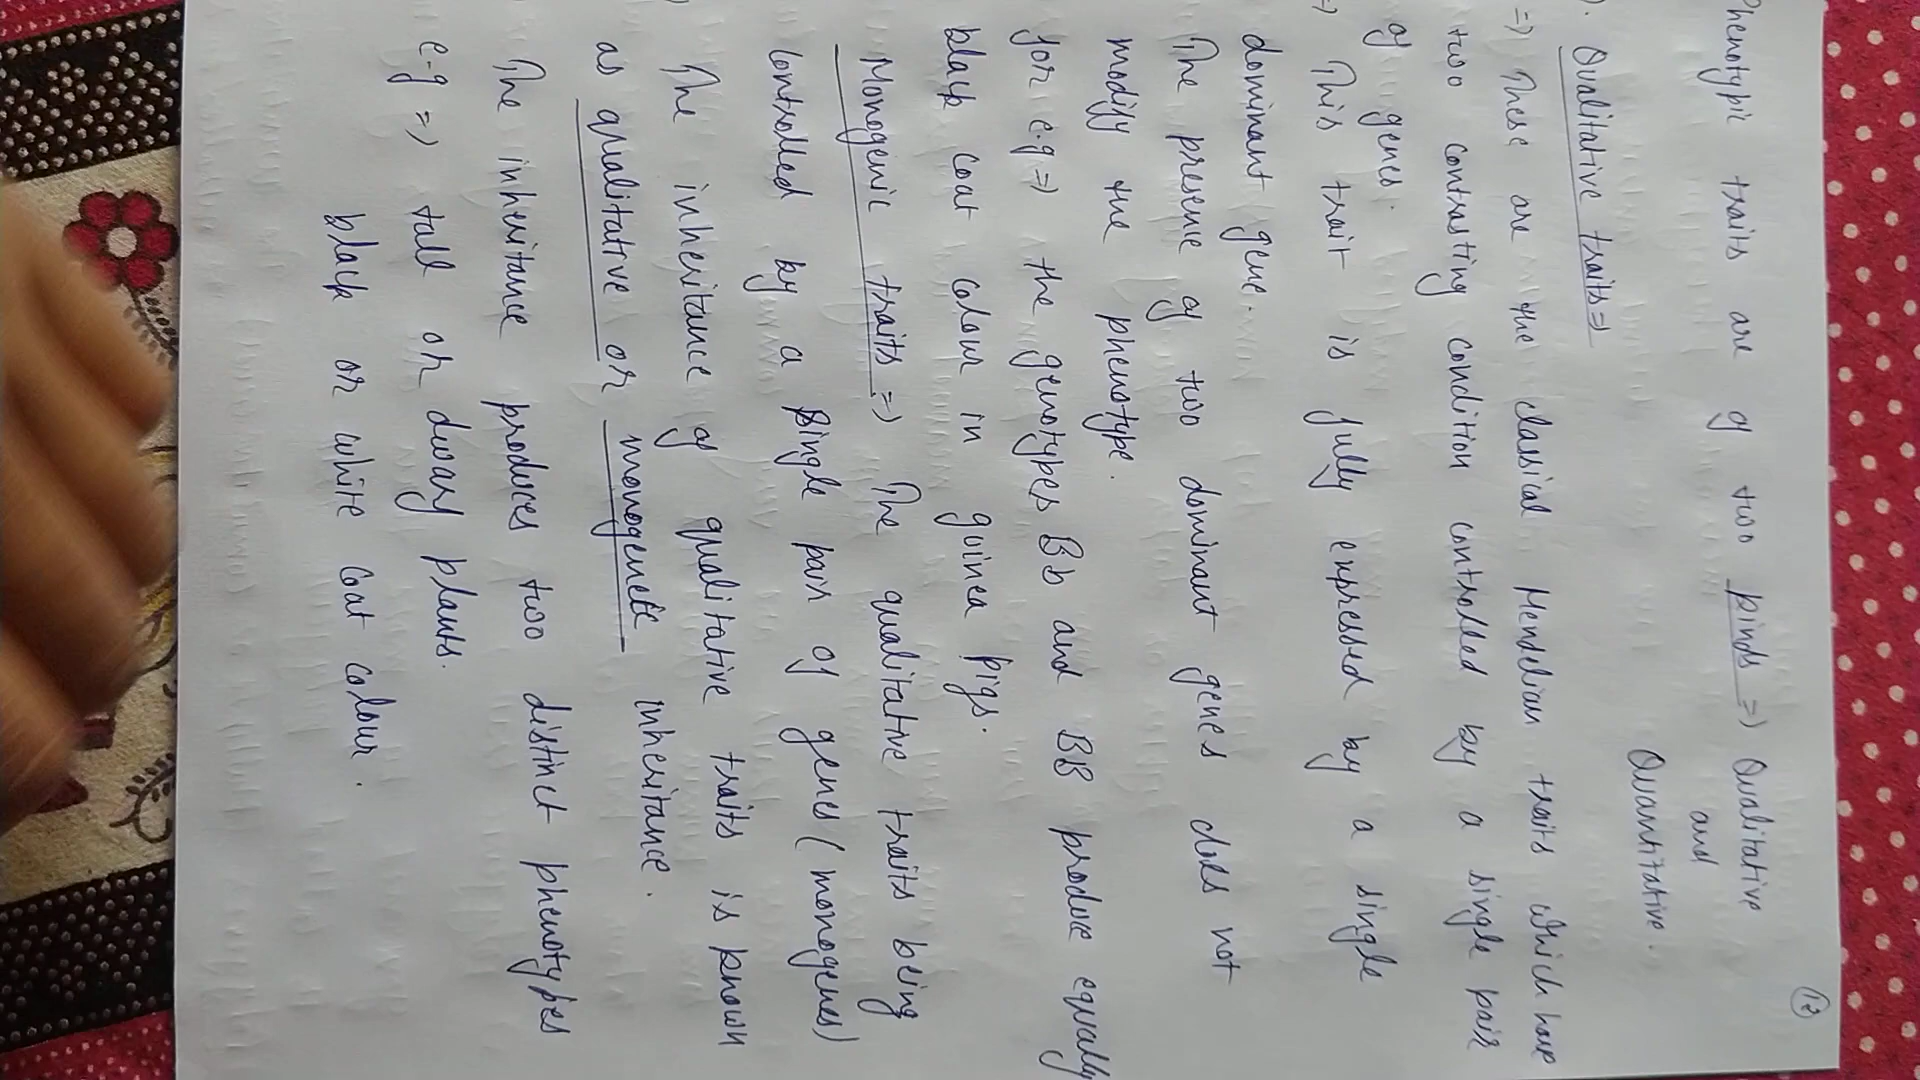 12
Phenotypic traits are of two kinds => Qualitative
and
Quantitative.
). Qualitative traits =>
=> These are the classical Mendelian traits which have
two contrasting condition controlled by a single pair
of genes.
=> This trait is fully expressed by a single
dominant gene.
The presence of two dominant genes does not
modify the phenotype.
for e.g => the genotypes Bb and BB produce equally
black coat colour in guinea pigs.
Monogenic traits => The qualitative traits being
controlled by a single pair of genes (monogenes)
The inheritance of qualitative traits is known
as qualitative or monogenetic inheritance.
The inheritance produces two distinct phenotypes
e.g => tall or dwarf plants.
black or white coat colour.